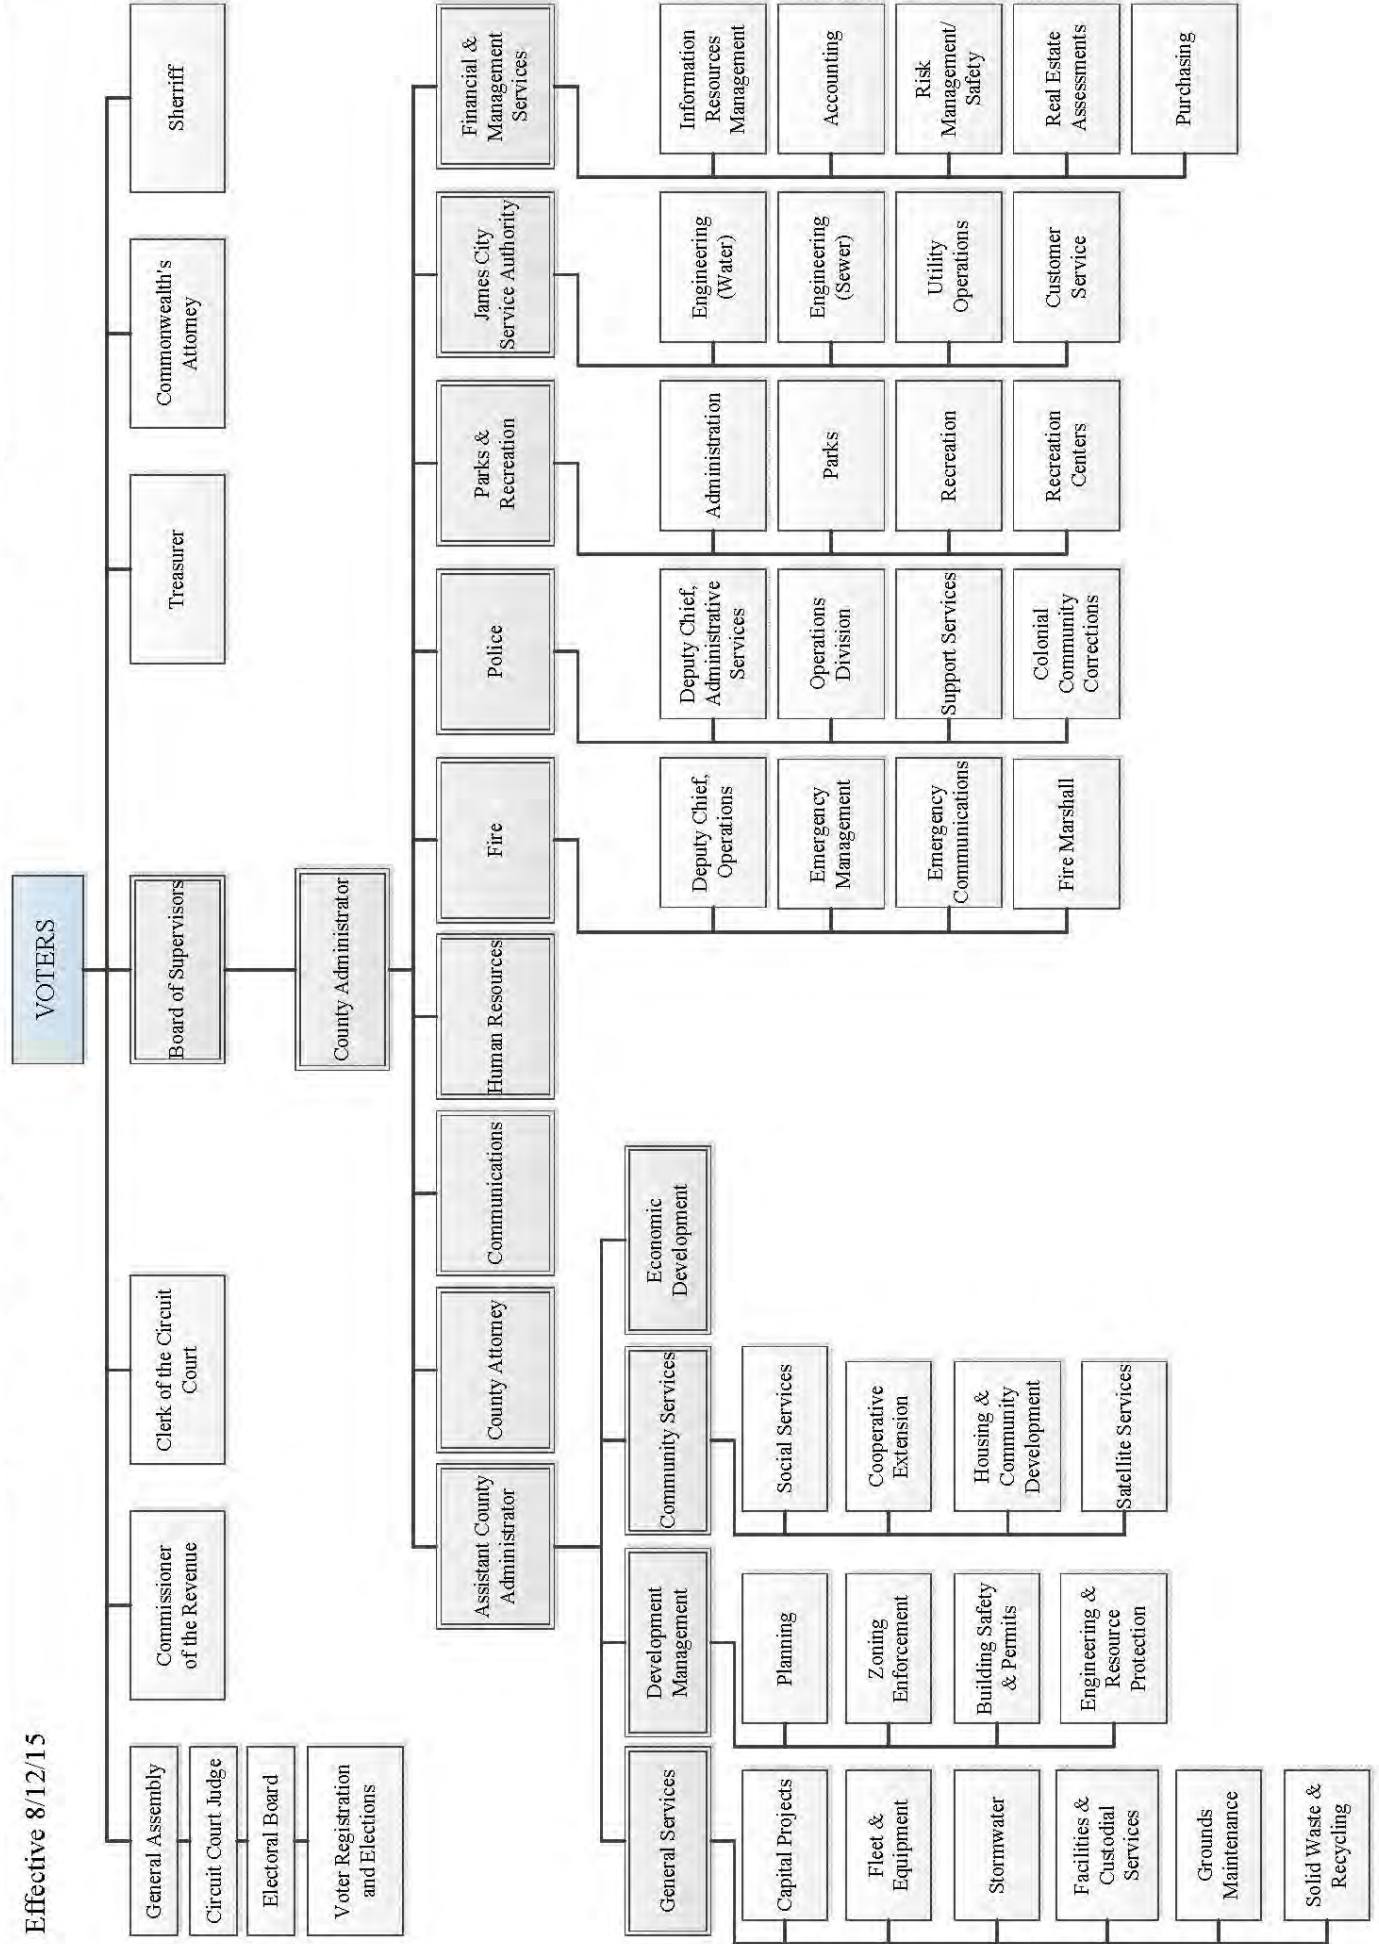 Effective 8/12/15
VOTERS
General Assembly
Circuit Court Judge
Electoral Board
Voter Registration
and Elections
Commissioner
of the Revenue
Clerk of the Circuit
Court
Board of Supervisors
Treasurer
Commonwealth's
Attorney
Sherriff
County Administrator
Assistant County
Administrator
County Attorney
Communications
Human Resources
Fire
Police
Parks &
Recreation
James City
Service Authority
Financial &
Management
Services
General Services
Development
Management
Community Services
Economic
Development
Capital Projects
Fleet &
Equipment
Stormwater
Facilities &
Custodial
Services
Grounds
Maintenance
Solid Waste &
Recycling
Planning
Zoning
Enforcement
Building Safety
& Permits
Engineering &
Resource
Protection
Social Services
Cooperative
Extension
Housing &
Community
Development
Satellite Services
Deputy Chief,
Operations
Emergency
Management
Emergency
Communications
Fire Marshall
Deputy Chief,
Administrative
Services
Operations
Division
Support Services
Colonial
Community
Corrections
Administration
Parks
Recreation
Recreation
Centers
Engineering
(Water)
Engineering
(Sewer)
Utility
Operations
Customer
Service
Information
Resources
Management
Accounting
Risk
Management/
Safety
Real Estate
Assessments
Purchasing